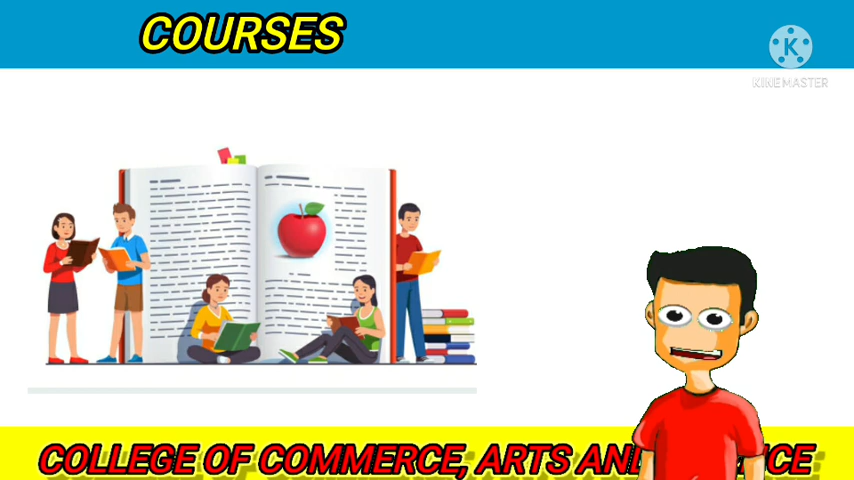 COURSES
K
KINEMASTER
COLLEGE OF COMMERCE, ARTS